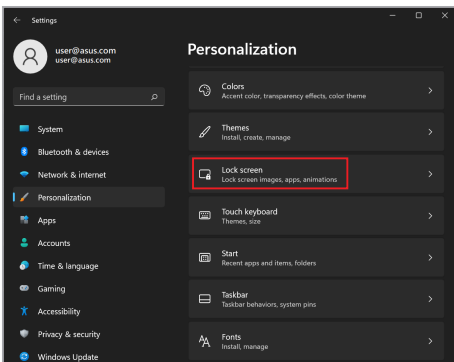 Settings
user@asus.com
user@asus.com
Find a setting
System
Bluetooth & devices
Network & internet
Personalization
Apps
Accounts
Time & language
Gaming
Accessibility
Privacy & security
Windows Update
Personalization
Colors
Accent color, transparency effects, color theme
Themes
Install, create, manage
Lock screen
Lock screen images, apps, animations
Touch keyboard
Themes, size
Start
Recent apps and items, folders
Taskbar
Taskbar behaviors, system pins
Fonts
Install, manage